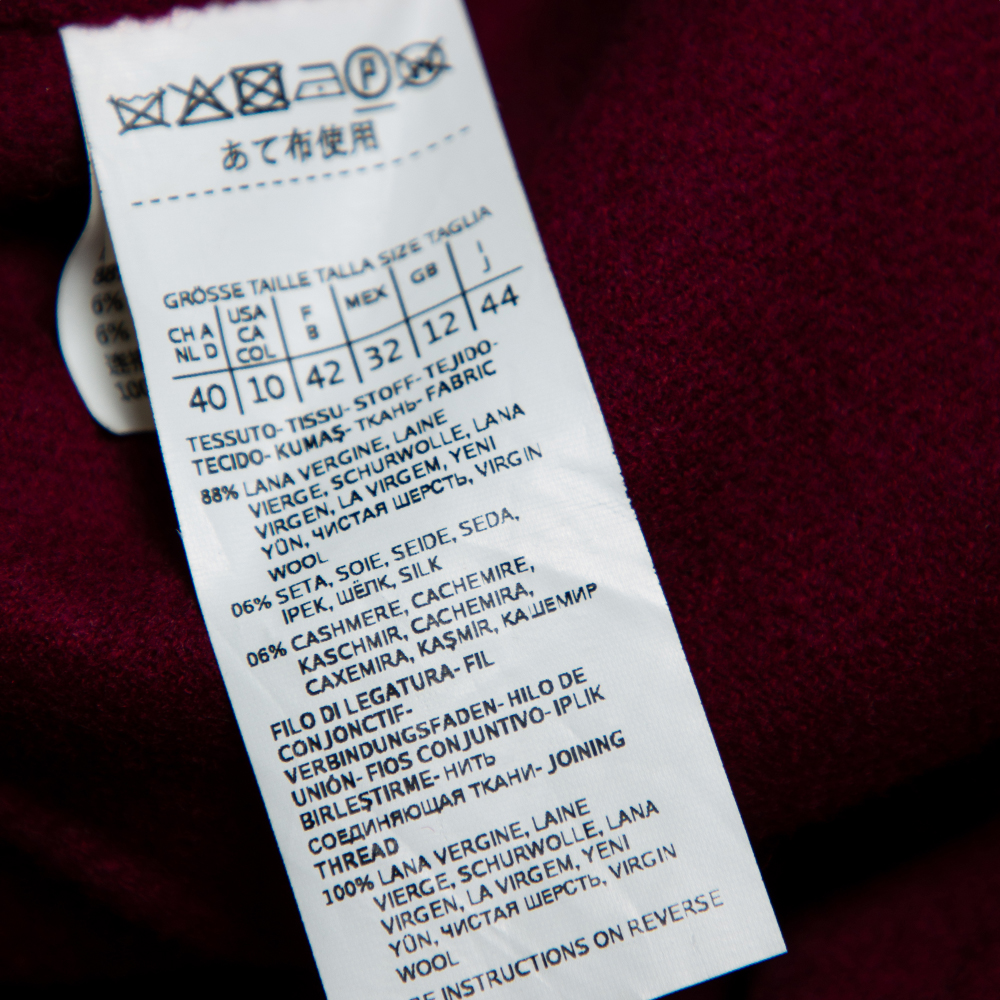 P
あて布使用
GRÖSSE TAILLE TALLA SIZE TAGLIA
CH A NL D USA CA COL F B MEX GB I J
40 10 42 32 12 44
TESSUTO- TISSU- STOFF- TEJIDO-
TECIDO- KUMAŞ- ТКАНЬ- FABRIC
88% LANA VERGINE, LAINE
VIERGE, SCHURWOLLE, LANA
VIRGEN, LA VIRGEM, YENI
YÜN, ЧИСТАЯ ШЕРСТЬ, VIRGIN
WOOL
06% SETA, SOIE, SEIDE, SEDA,
IPEK, ШЁЛК, SILK
06% CASHMERE, CACHEMIRE,
KASCHMIR, CACHEMIRA,
CAXEMIRA, KAŞMIR, КАШЕМИР
FILO DI LEGATURA- FIL
CONJONCTIF-
VERBINDUNGSFADEN- HILO DE
UNIÓN- FIOS CONJUNTIVO- IPLIK
BIRLEŞTIRME- НИТЬ
СОЕДИНЯЮЩАЯ ТКАНИ- JOINING
THREAD
100% LANA VERGINE, LAINE
VIERGE, SCHURWOLLE, LANA
VIRGEN, LA VIRGEM, YENI
YÜN, ЧИСТАЯ ШЕРСТЬ, VIRGIN
WOOL
INSTRUCTIONS ON REVERSE
6%
6%